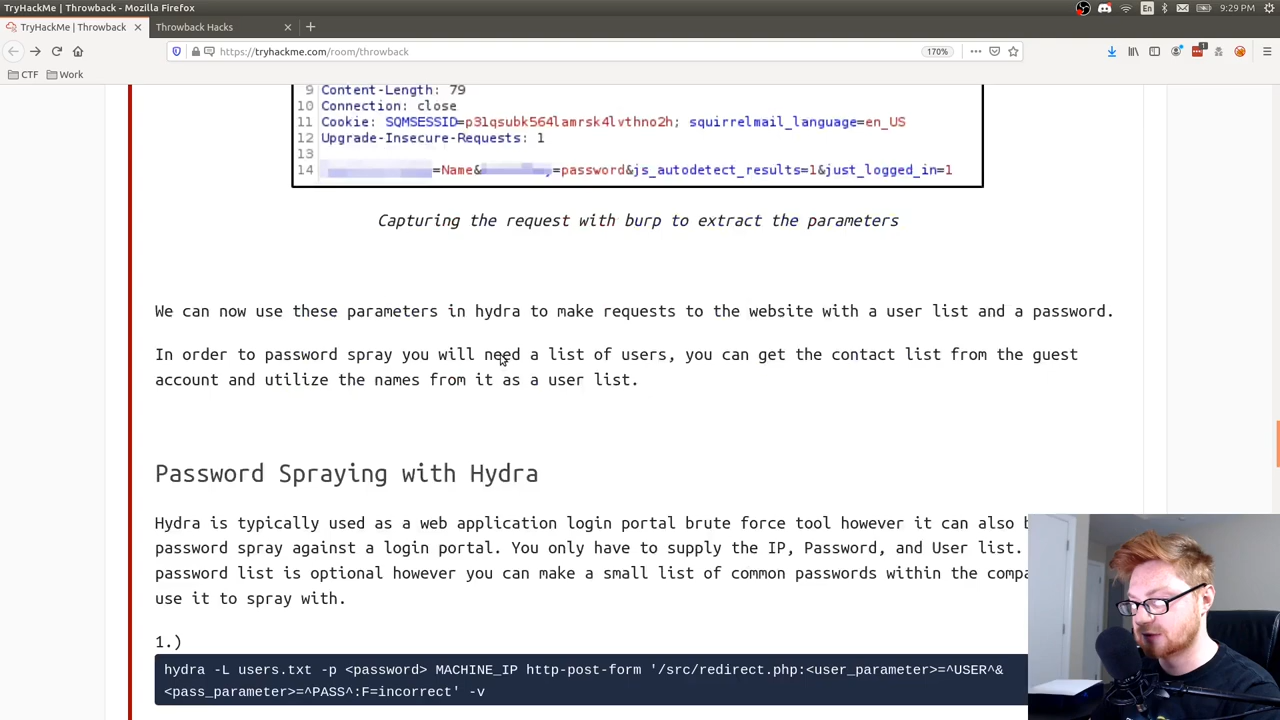 TryHackMe | Throwback - Mozilla Firefox
En
9:29 PM
TryHackMe | Throwback
Throwback Hacks
https://tryhackme.com/room/throwback
170%
1
CTF
Work
9 Content-Length: 79
10 Connection: close
11 Cookie: SQMSESSID=p3lqsubk564lamrsk4lvthno2h; squirrelmail_language=en_US
12 Upgrade-Insecure-Requests: 1
13
14 =Name& =password&js_autodetect_results=1&just_logged_in=1
Capturing the request with burp to extract the parameters
We can now use these parameters in hydra to make requests to the website with a user list and a password.
In order to password spray you will need a list of users, you can get the contact list from the guest
account and utilize the names from it as a user list.
Password Spraying with Hydra
Hydra is typically used as a web application login portal brute force tool however it can also
password spray against a login portal. You only have to supply the IP, Password, and User list.
password list is optional however you can make a small list of common passwords within the
use it to spray with.
1.)
hydra -L users.txt -p <password> MACHINE_IP http-post-form '/src/redirect.php:<user_parameter>=^USER^&
<pass_parameter>=^PASS^:F=incorrect' -v